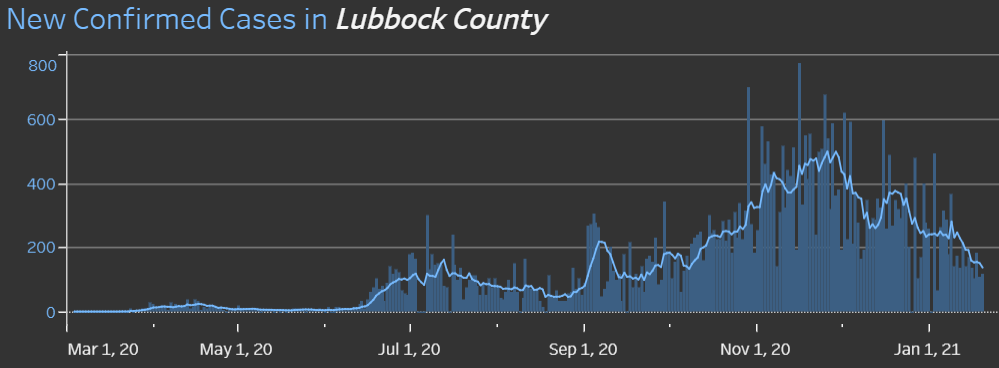 New Confirmed Cases in Lubbock County
800
600
400
200
0
Mar 1, 20 May 1, 20 Jul 1, 20 Sep 1, 20 Nov 1, 20 Jan 1, 21